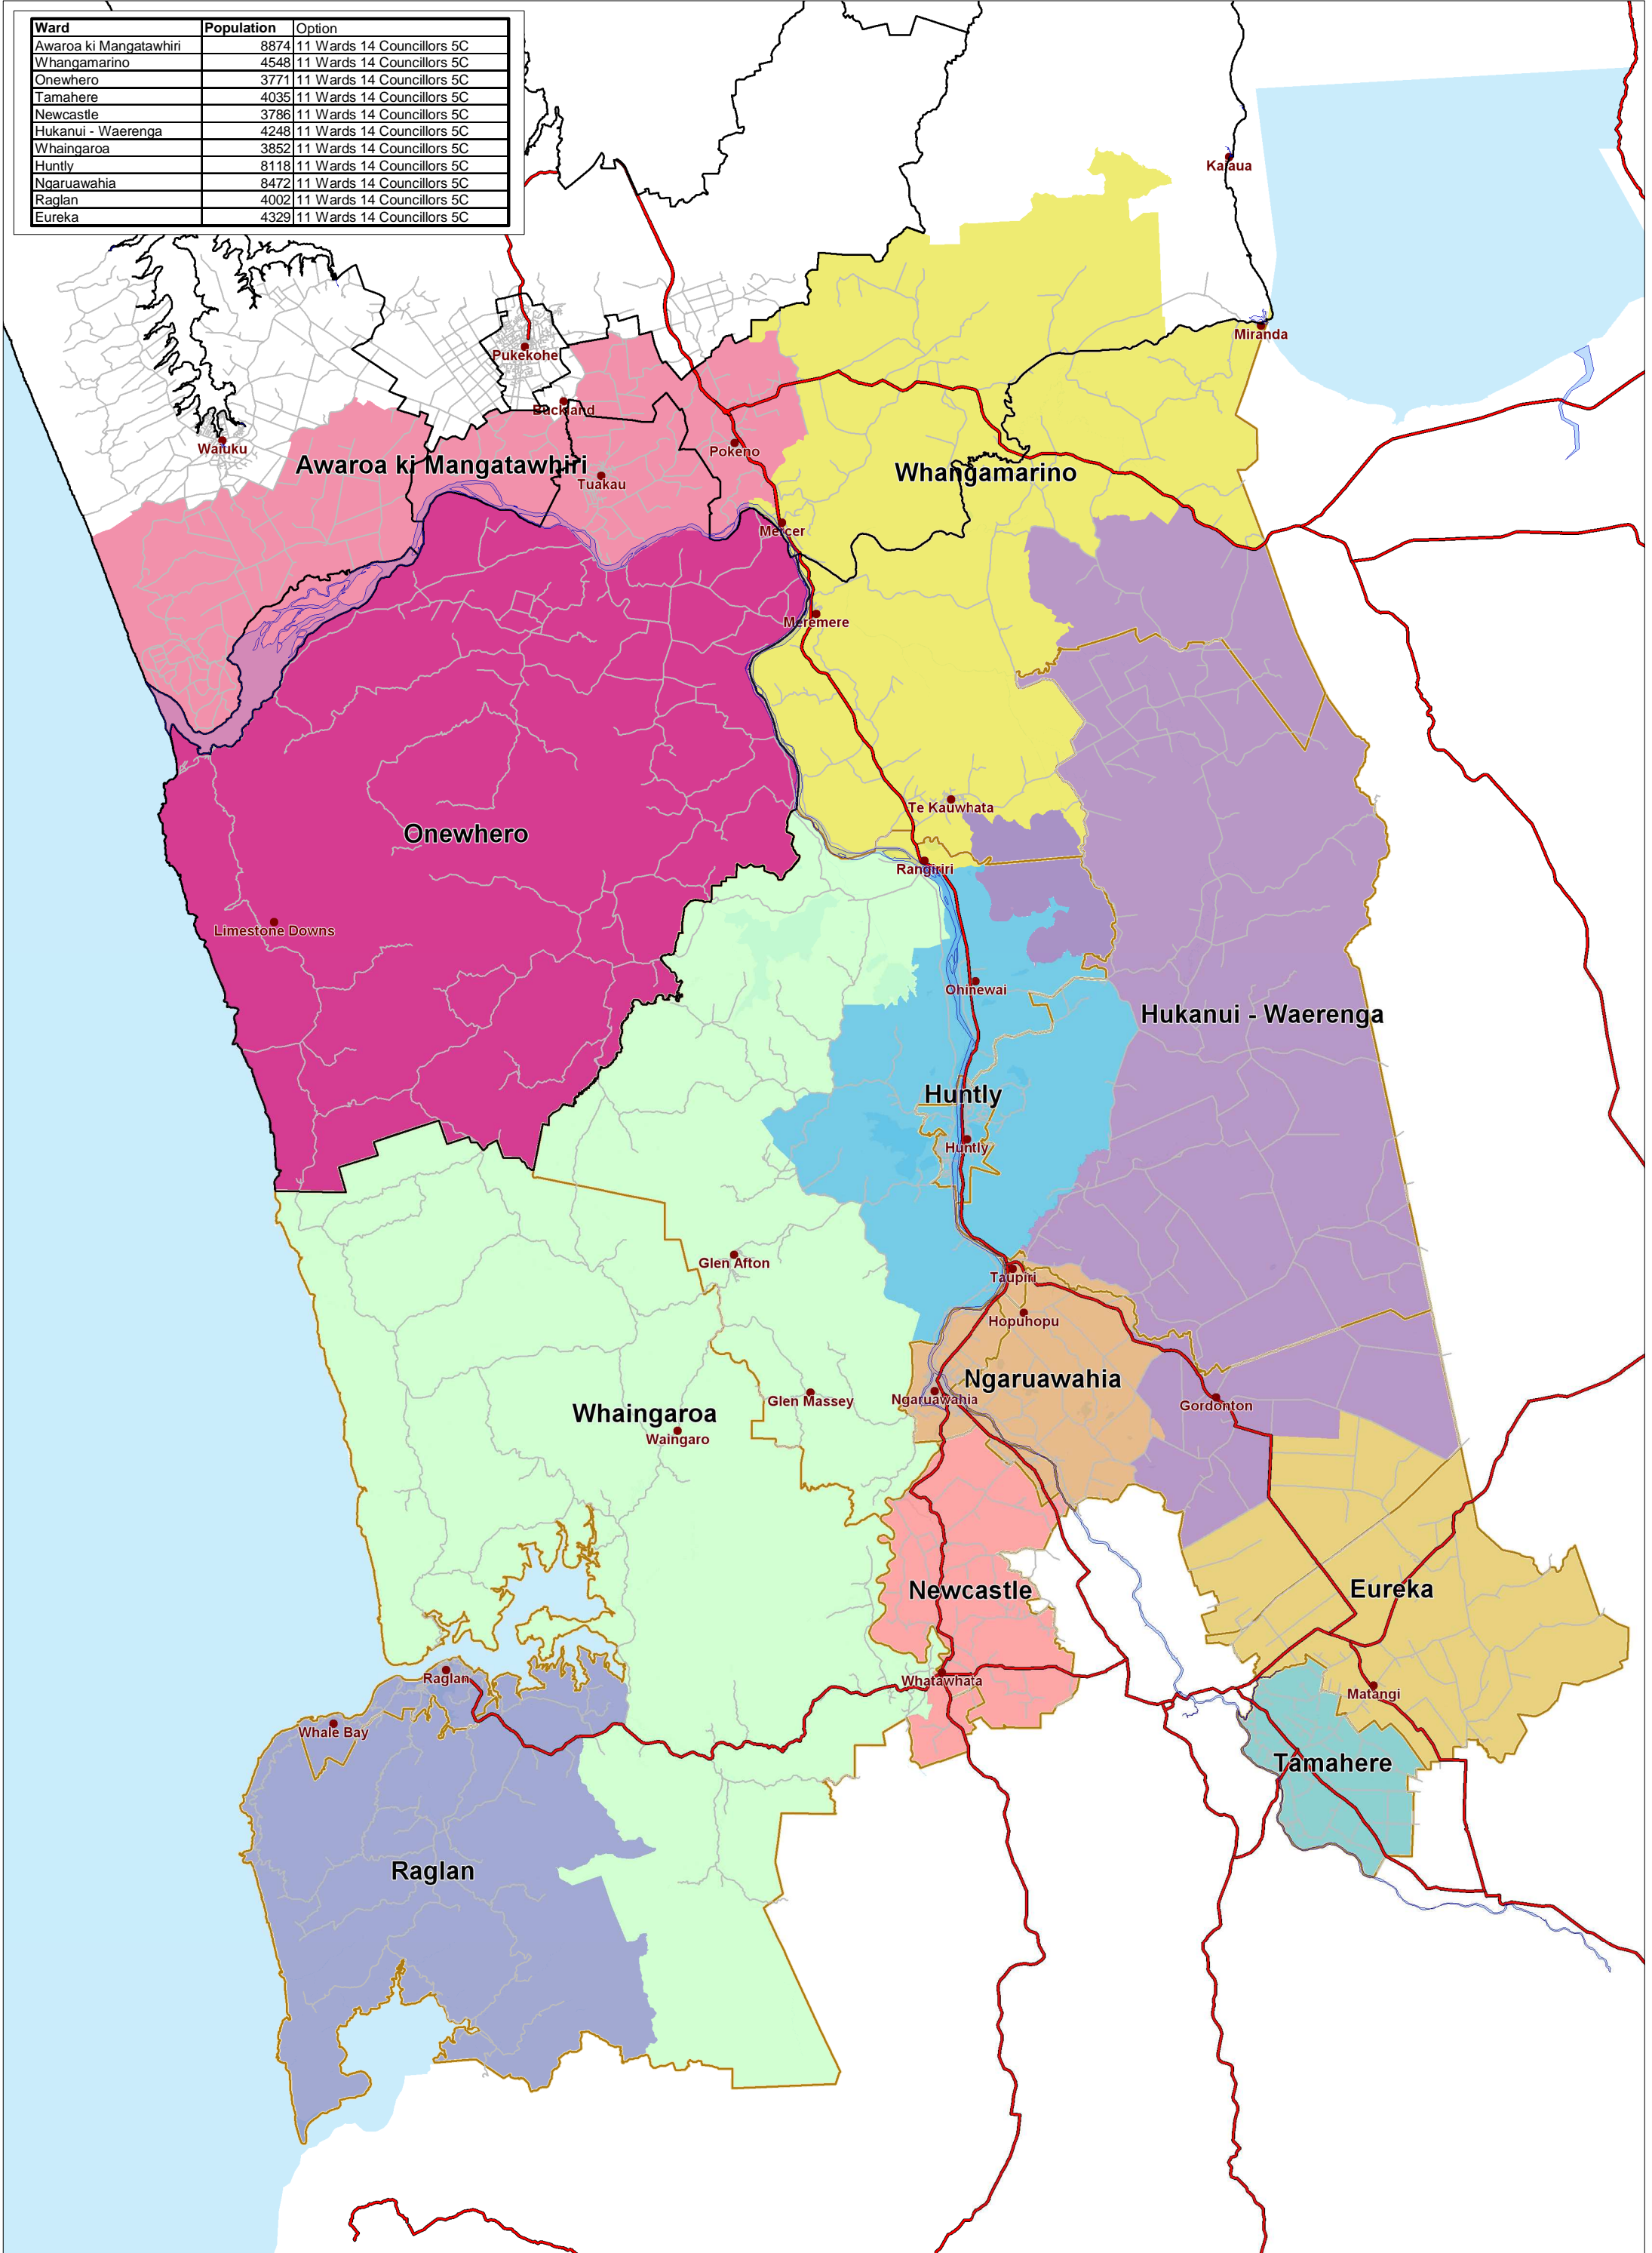 Ward Population Option
Awaroa ki Mangatawhiri 8874 11 Wards 14 Councillors 5C
Whangamarino 4548 11 Wards 14 Councillors 5C
Onewhero 3771 11 Wards 14 Councillors 5C
Tamahere 4035 11 Wards 14 Councillors 5C
Newcastle 3786 11 Wards 14 Councillors 5C
Hukanui - Waerenga 4248 11 Wards 14 Councillors 5C
Whaingaroa 3852 11 Wards 14 Councillors 5C
Huntly 8118 11 Wards 14 Councillors 5C
Ngaruawahia 8472 11 Wards 14 Councillors 5C
Raglan 4002 11 Wards 14 Councillors 5C
Eureka 4329 11 Wards 14 Councillors 5C
Kaiaua
Miranda
Pukekohe
Buckland
Waiuku
Pokeno
Awaroa ki Mangatawhiri
Whangamarino
Tuakau
Mercer
Meremere
Te Kauwhata
Onewhero
Rangiriri
Limestone Downs
Ohinewai
Hukanui - Waerenga
Huntly
Huntly
Glen Afton
Taupiri
Hopuhopu
Ngaruawahia
Glen Massey
Ngaruawahia
Gordonton
Whaingaroa
Waingaro
Newcastle
Eureka
Raglan
Whatawhata
Matangi
Whale Bay
Tamahere
Raglan